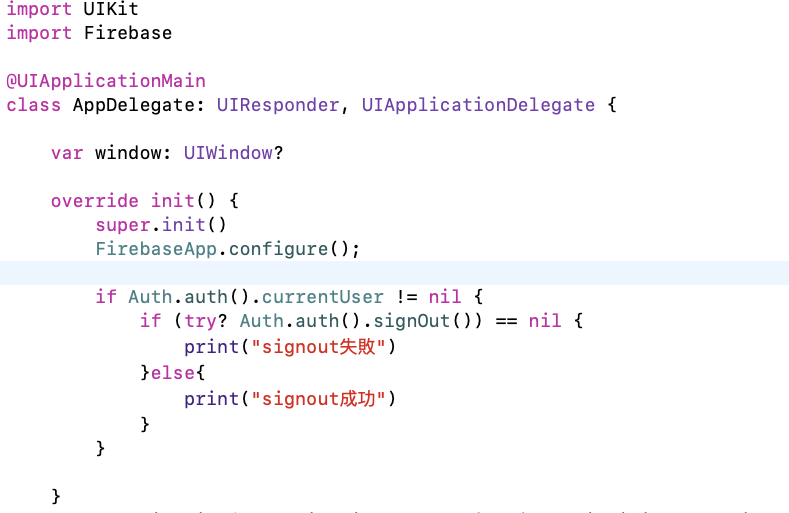 import UIKit
import Firebase
@UIApplicationMain
class AppDelegate: UIResponder, UIApplicationDelegate {
var window: UIWindow?
override init() {
super.init()
FirebaseApp.configure();
if Auth.auth().currentUser != nil {
if (try? Auth.auth().signOut()) == nil {
print("signout失敗")
}else{
print("signout成功")
}
}
}